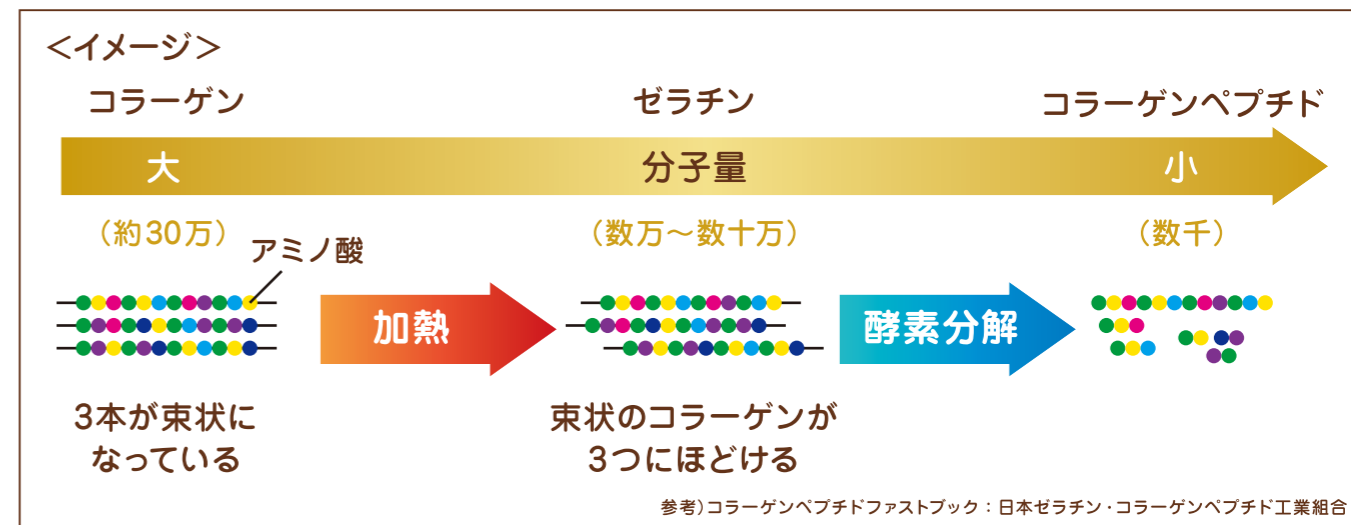 ＜イメージ＞
コラーゲン ゼラチン コラーゲンペプチド
大 分子量 小
（約30万） （数万～数十万） （数千）
アミノ酸
加熱 酵素分解
3本が束状に
なっている
束状のコラーゲンが
3つにほどける
参考）コラーゲンペプチドファストブック：日本ゼラチン・コラーゲンペプチド工業組合